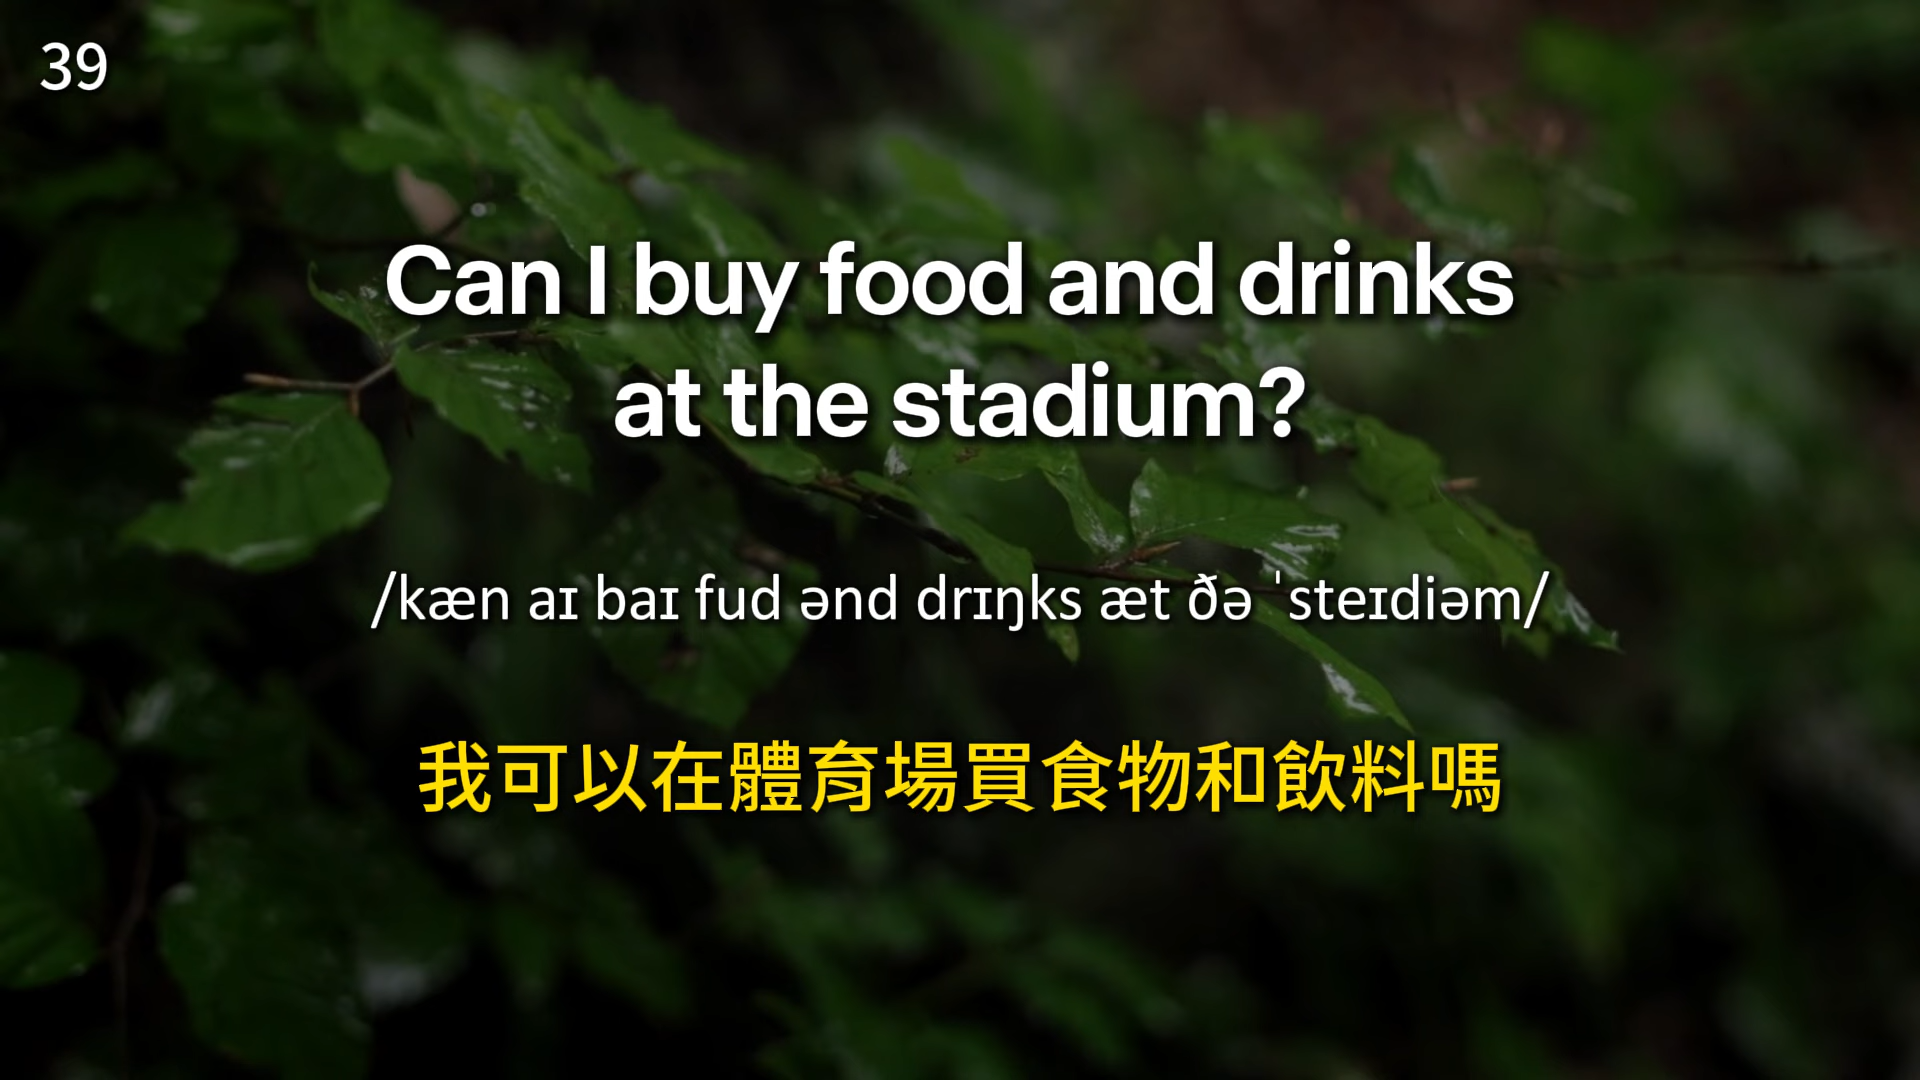 39
Can I buy food and drinks
at the stadium?
/kæn aɪ baɪ fud ənd drɪŋks æt ðə ˈsteɪdiəm/
我可以在體育場買食物和飲料嗎